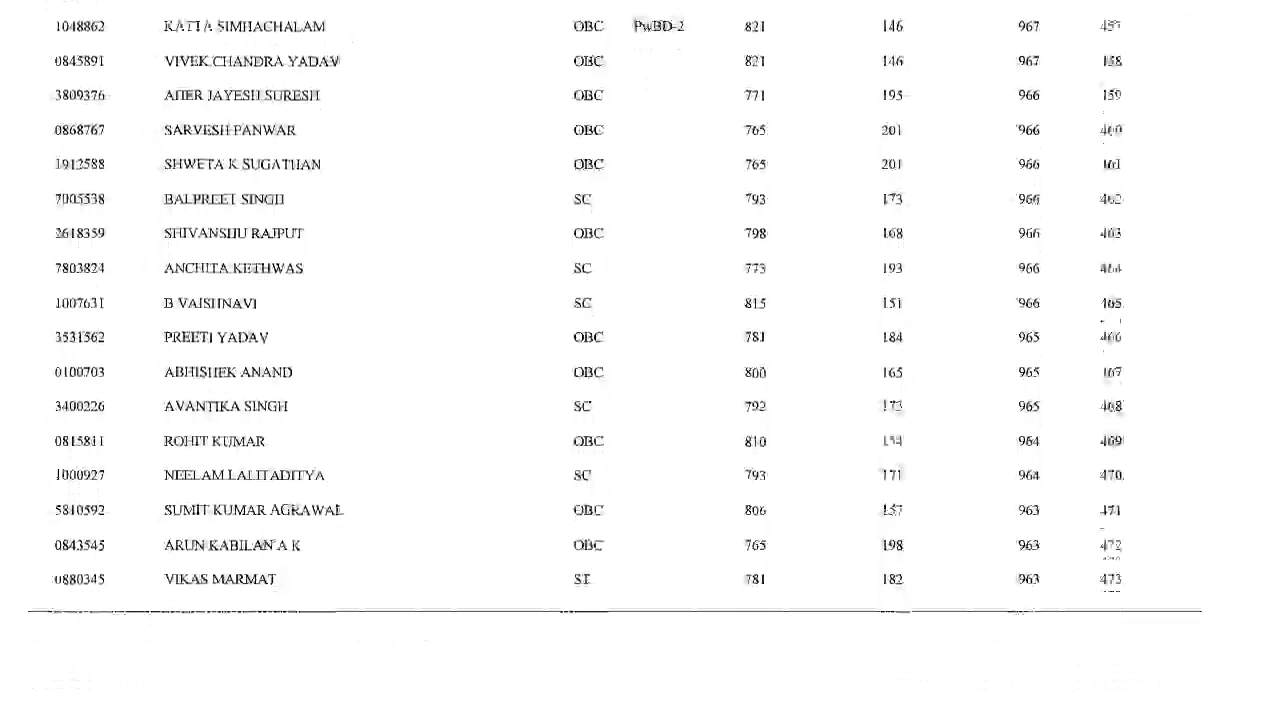 1048862 KATTA SIMHACHALAM OBC PwBD-2 821 146 967 457
0845891 VIVEK CHANDRA YADAV OBC 821 146 967 458
3809376 AHER JAYESH SURESH OBC 771 195 966 459
0868767 SARVESH PANWAR OBC 765 201 966 460
1912588 SHWETA K SUGATHAN OBC 765 201 966 461
7005538 BALPREET SINGH SC 793 173 966 462
2618359 SHIVANSHU RAJPUT OBC 798 168 966 463
7803824 ANCHITA KETHWAS SC 773 193 966 464
1007631 B VAISHNAVI SC 815 151 966 465
3531562 PREETI YADAV OBC 781 184 965 466
0100703 ABHISHEK ANAND OBC 800 165 965 467
3400226 AVANTIKA SINGH SC 792 173 965 468
0815811 ROHIT KUMAR OBC 810 154 964 469
1000927 NEELAM LALITADITYA SC 793 171 964 470
5810592 SUMIT KUMAR AGRAWAL OBC 806 157 963 471
0843545 ARUN KABILAN A K OBC 765 198 963 472
0880345 VIKAS MARMAT ST 781 182 963 473